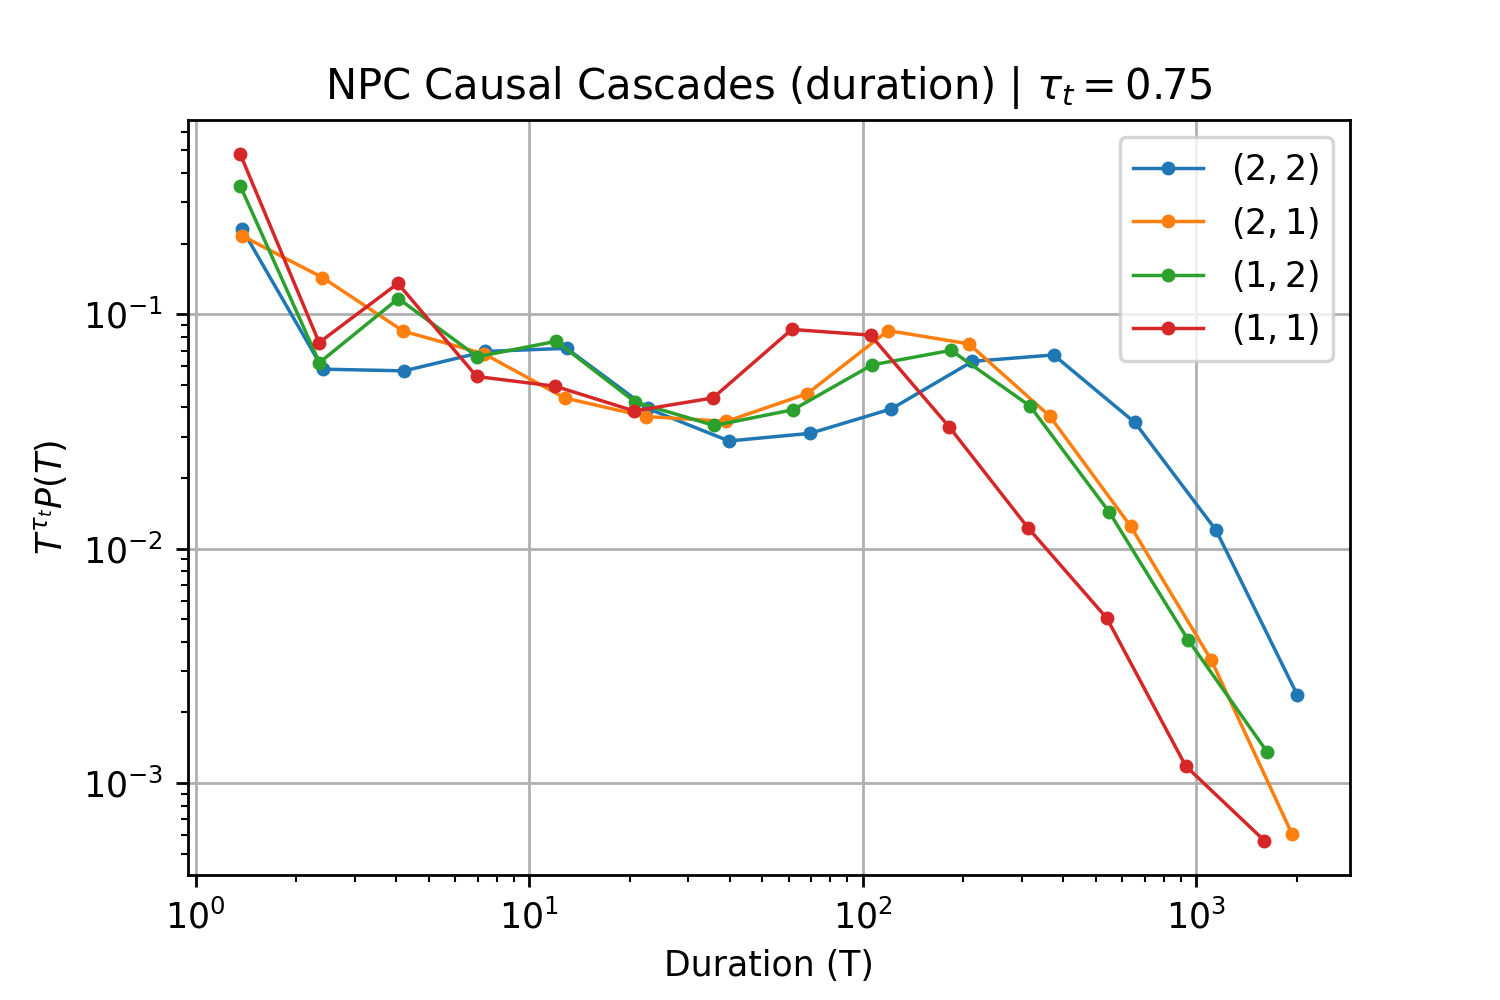 NPC Causal Cascades (duration) | τₜ = 0.75
(2, 2)
(2, 1)
(1, 2)
(1, 1)
10⁻¹
10⁻²
10⁻³
T^{τₜ}P(T)
10⁰ 10¹ 10² 10³
Duration (T)